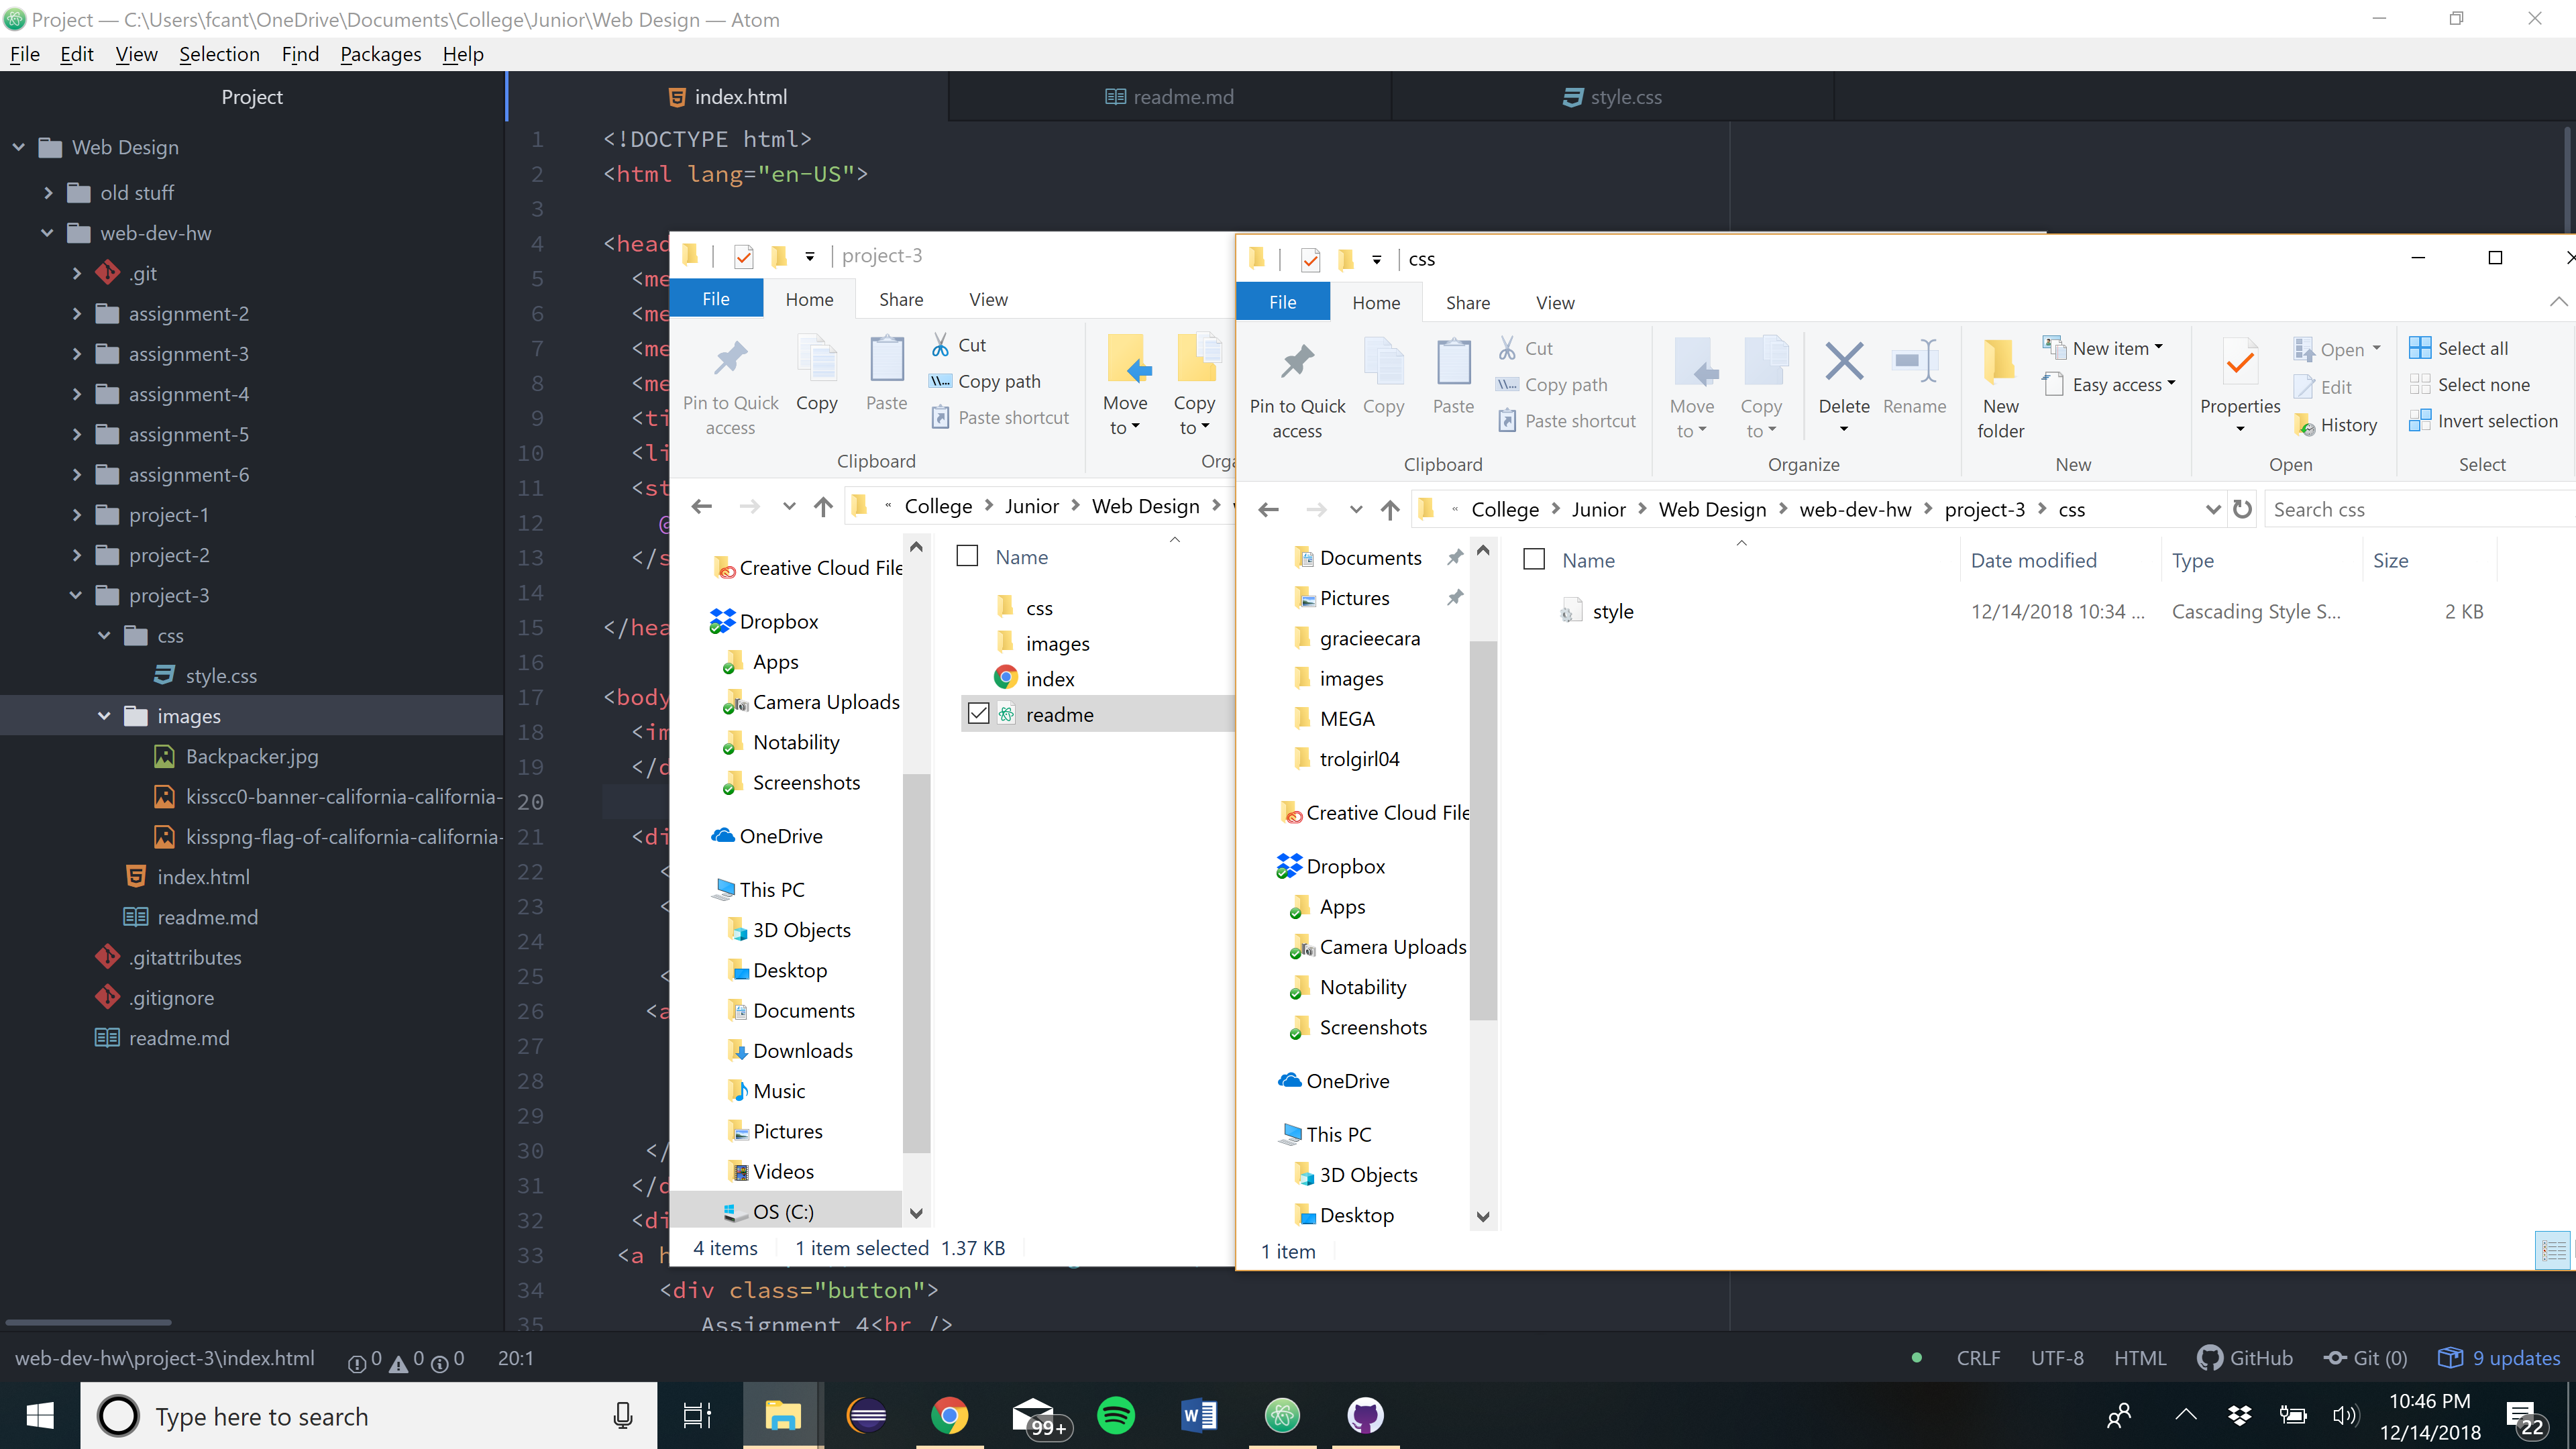 Project — C:\Users\fcant\OneDrive\Documents\College\Junior\Web Design — Atom
File Edit View Selection Find Packages Help
Project
Web Design
old stuff
web-dev-hw
.git
assignment-2
assignment-3
assignment-4
assignment-5
assignment-6
project-1
project-2
project-3
css
style.css
images
Backpacker.jpg
kisscc0-banner-california-california-
kisspng-flag-of-california-california-
index.html
readme.md
.gitattributes
.gitignore
readme.md
index.html
readme.md
style.css
1 <!DOCTYPE html>
2 <html lang="en-US">
3
4 <head
5 <me
6 <me
7 <me
8 <me
9 <ti
10 <li
11 <st
12 @
13 </s
14
15 </hea
16
17 <body
18 <im
19 </d
20
21 <di
22 <
23 <
24
25 <
26 <a
27
28
29
30 </
31 </d
32 <di
33 <a h
34 <div class="button">
35 Assignment 4<br />
project-3
File Home Share View
Pin to Quick access
Copy
Paste
Cut
Copy path
Paste shortcut
Move to
Copy to
Clipboard
Orga
College Junior Web Design
Name
Creative Cloud File
Dropbox
Apps
Camera Uploads
Notability
Screenshots
OneDrive
This PC
3D Objects
Desktop
Documents
Downloads
Music
Pictures
Videos
OS (C:)
css
images
index
readme
4 items 1 item selected 1.37 KB
css
File Home Share View
Pin to Quick access
Copy
Paste
Cut
Copy path
Paste shortcut
Move to
Copy to
Delete
Rename
New folder
New item
Easy access
Properties
Open
Edit
History
Select all
Select none
Invert selection
Clipboard
Organize
New
Open
Select
« College Junior Web Design web-dev-hw project-3 css
Search css
Name Date modified Type Size
style 12/14/2018 10:34 ... Cascading Style S... 2 KB
Documents
Pictures
gracieecara
images
MEGA
trolgirl04
Creative Cloud File
Dropbox
Apps
Camera Uploads
Notability
Screenshots
OneDrive
This PC
3D Objects
Desktop
1 item
web-dev-hw\project-3\index.html 0 0 0 20:1
CRLF UTF-8 HTML GitHub Git (0) 9 updates
Type here to search
99+
10:46 PM
12/14/2018
22